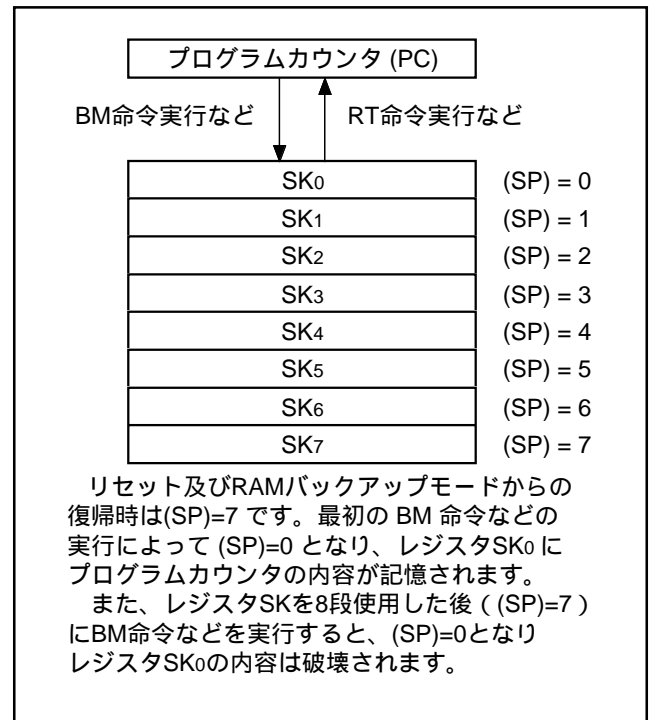 プログラムカウンタ (PC)
BM命令実行など RT命令実行など
SK0 (SP) = 0
SK1 (SP) = 1
SK2 (SP) = 2
SK3 (SP) = 3
SK4 (SP) = 4
SK5 (SP) = 5
SK6 (SP) = 6
SK7 (SP) = 7
リセット及びRAMバックアップモードからの
復帰時は(SP)=7 です。最初の BM 命令などの
実行によって (SP)=0 となり、レジスタSK0 に
プログラムカウンタの内容が記憶されます。
また、レジスタSKを8段使用した後 ( (SP)=7 )
にBM命令などを実行すると、(SP)=0となり
レジスタSK0の内容は破壊されます。